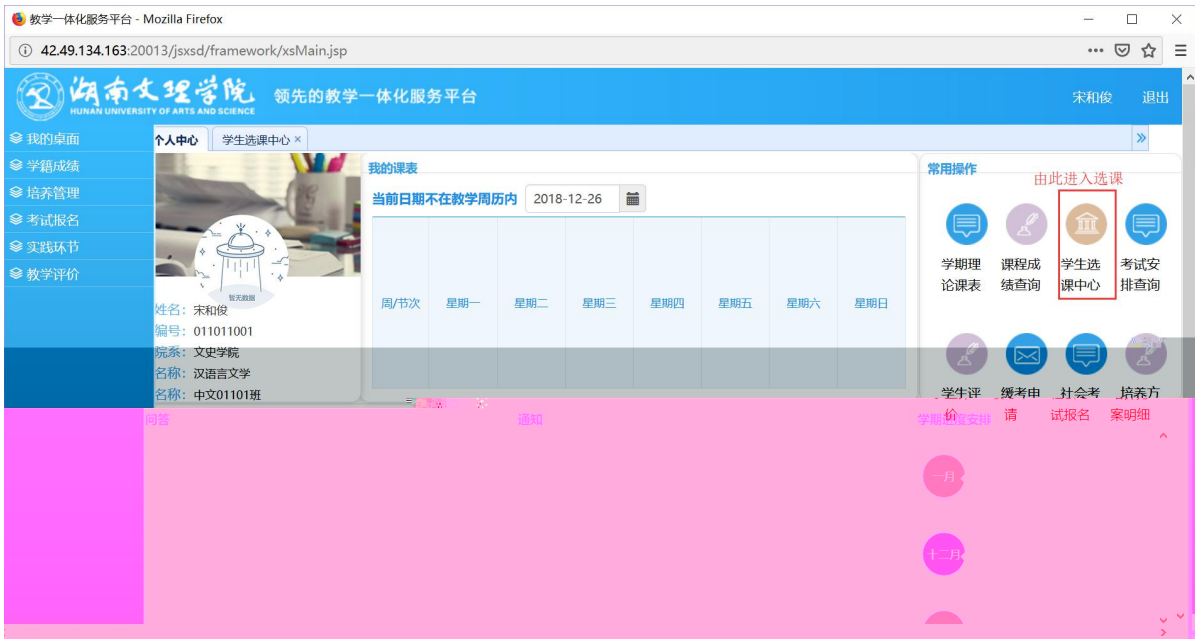 教学一体化服务平台 - Mozilla Firefox
42.49.134.163:20013/jsxsd/framework/xsMain.jsp
湖南文理学院
HUNAN UNIVERSITY OF ARTS AND SCIENCE
领先的教学一体化服务平台
宋和俊 退出
我的桌面
学籍成绩
培养管理
考试报名
实践环节
教学评价
个人中心 学生选课中心 ×
暂无数据
姓名：宋和俊
编号：011011001
院系：文史学院
名称：汉语言文学
名称：中文01101班
我的课表
当前日期不在教学周历内 2018-12-26
周/节次 星期一 星期二 星期三 星期四 星期五 星期六 星期日
常用操作
由此进入选课
学期理论课表
课程成绩查询
学生选课中心
考试安排查询
学生评价
缓考申请
社会考试报名
培养方案明细
问答
通知
学期进度安排
一月
十二月